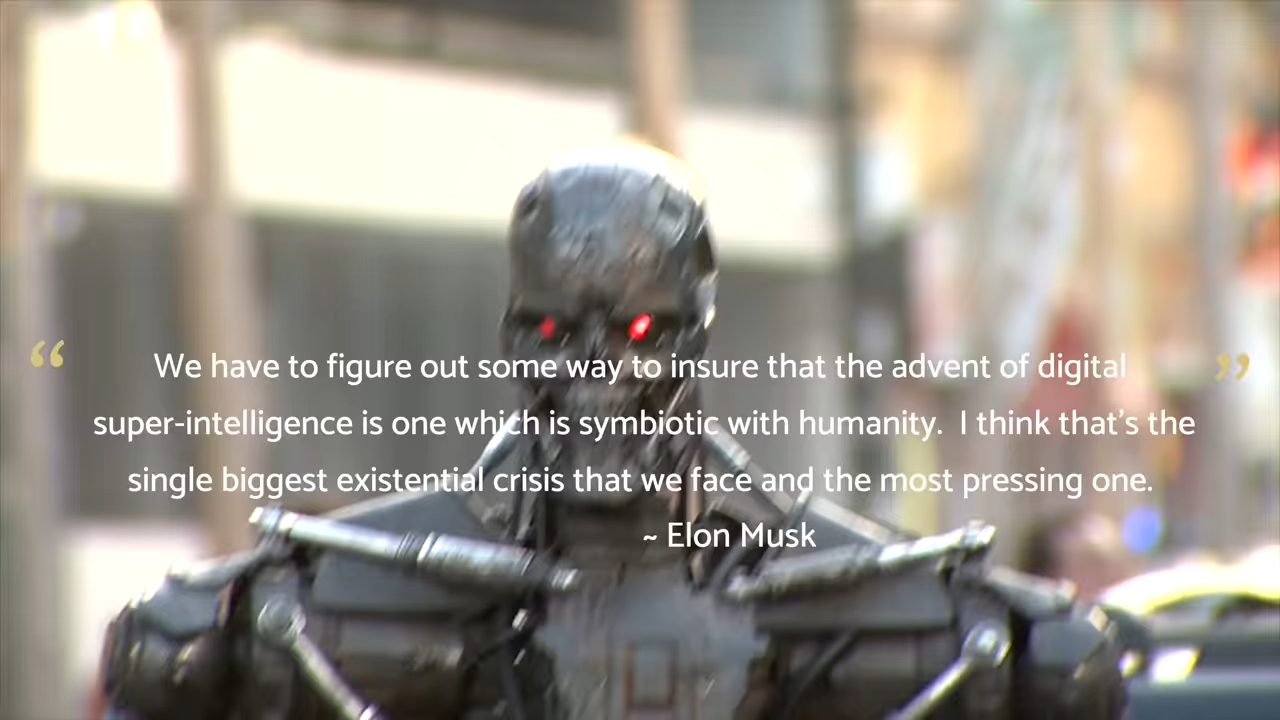 “ We have to figure out some way to insure that the advent of digital ”
super-intelligence is one which is symbiotic with humanity.  I think that’s the
single biggest existential crisis that we face and the most pressing one.
~ Elon Musk